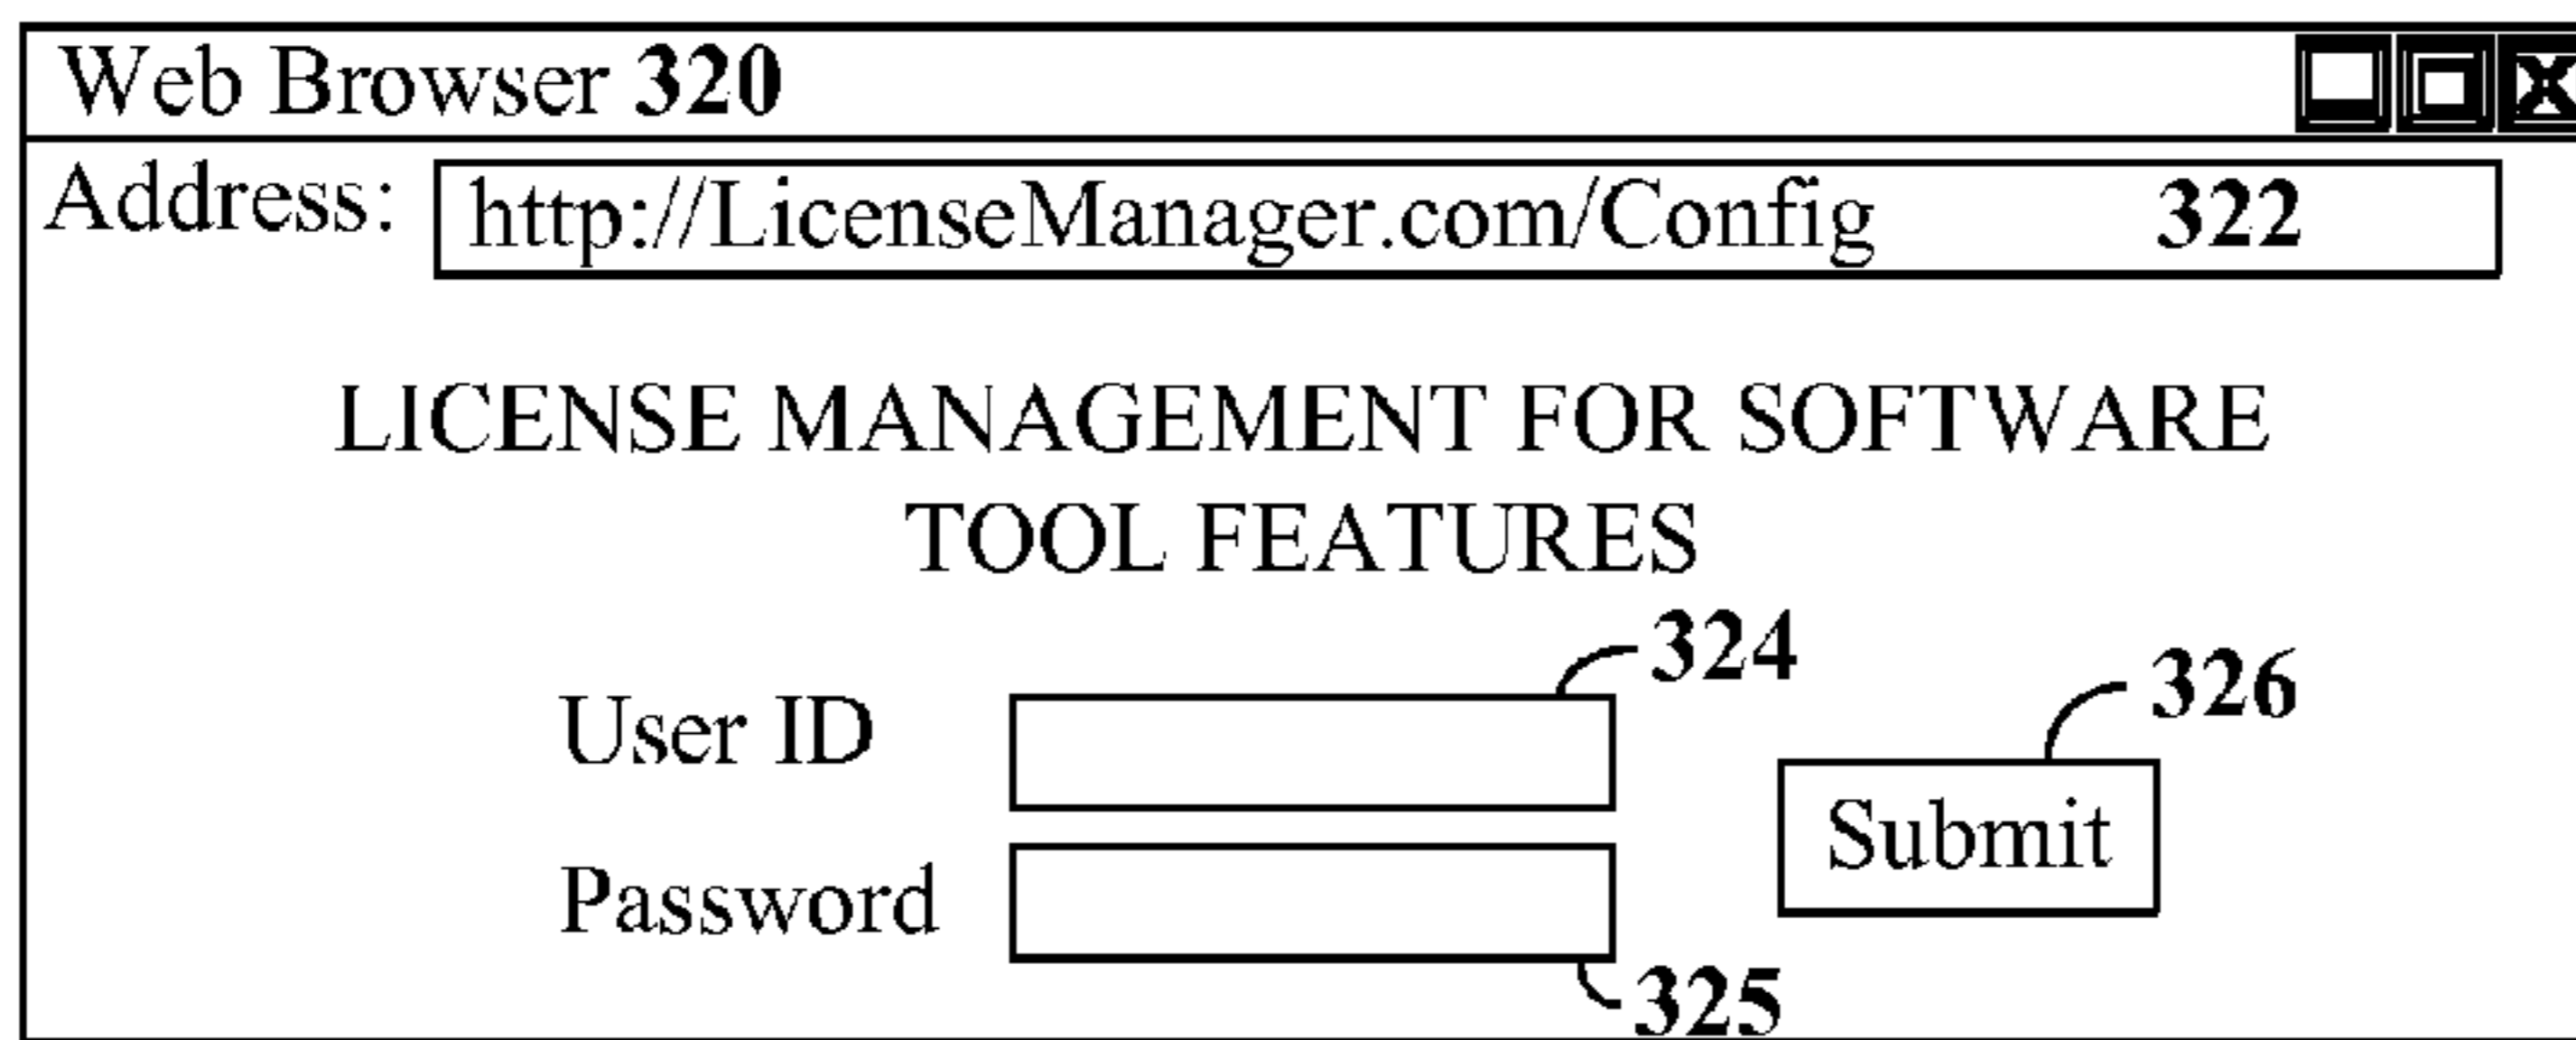 Web Browser 320
Address: http://LicenseManager.com/Config 322
LICENSE MANAGEMENT FOR SOFTWARE
TOOL FEATURES
324
326
User ID
Submit
Password
325